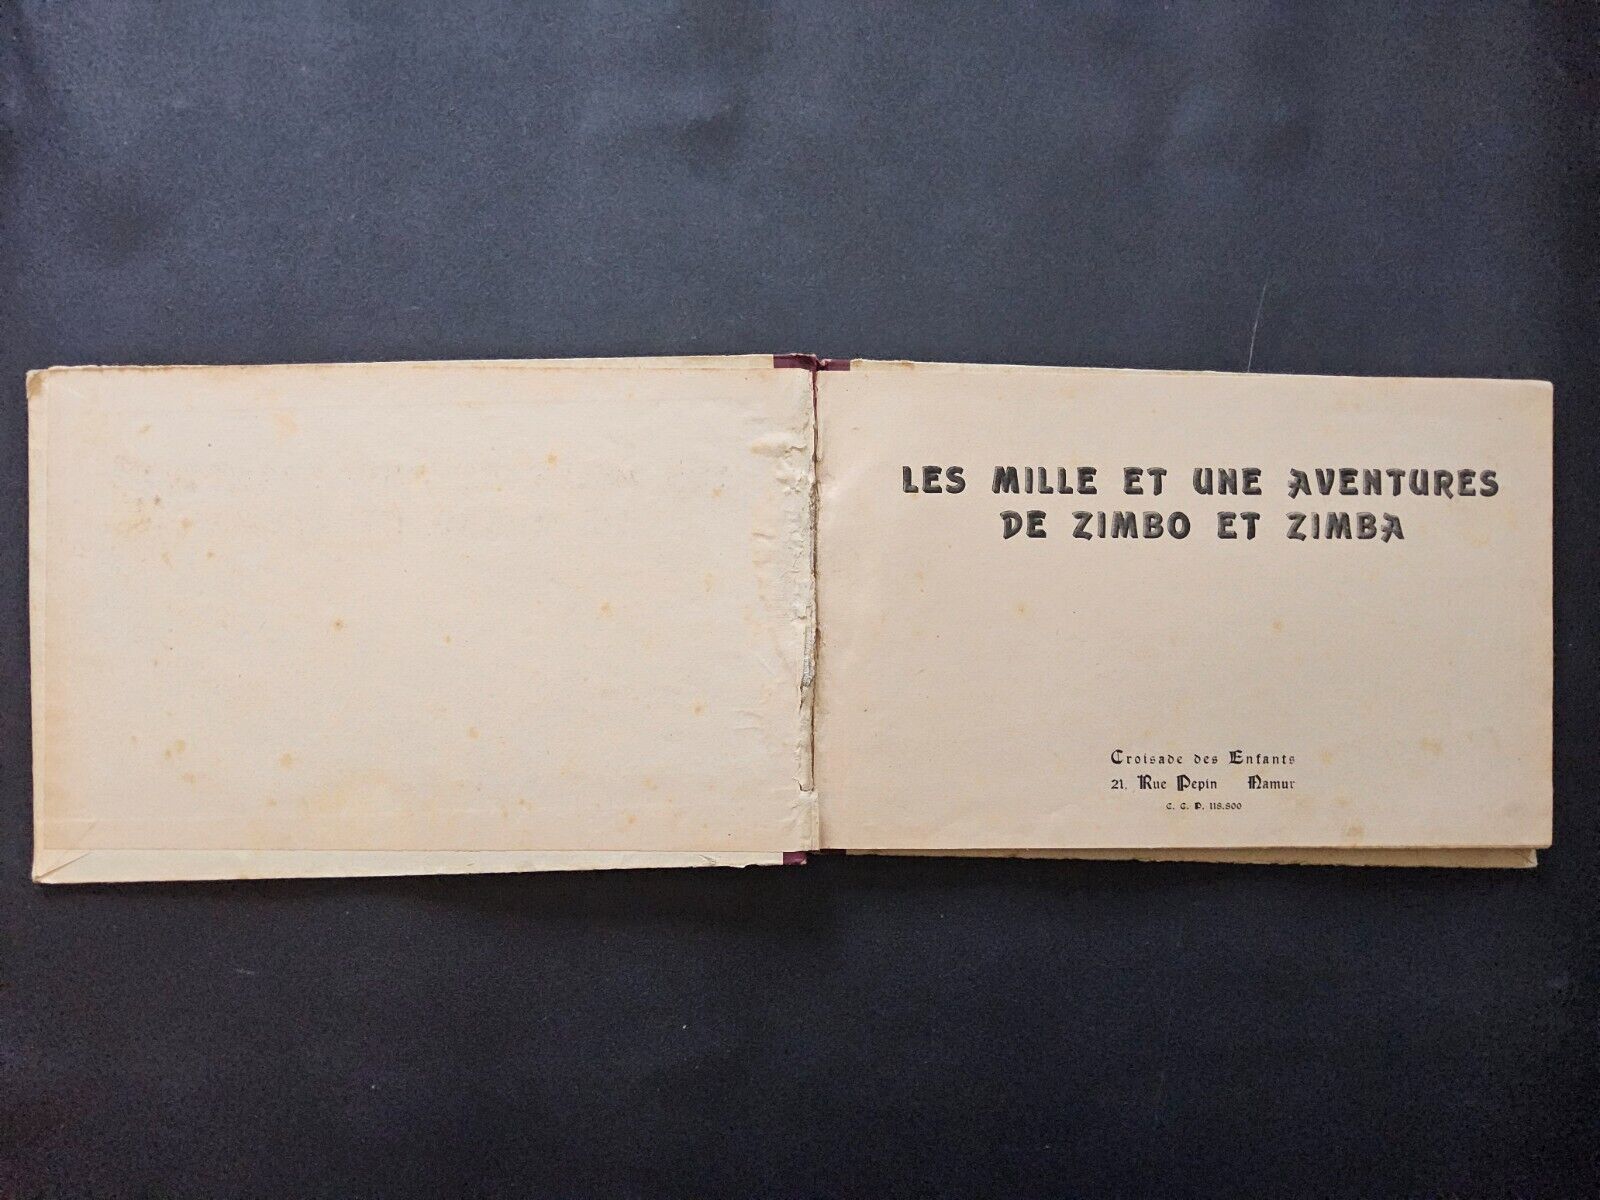 LES MILLE ET UNE AVENTURES
DE ZIMBO ET ZIMBA
Croisade des Enfants
21, Rue Pepin Namur
C. C. P. 118.800